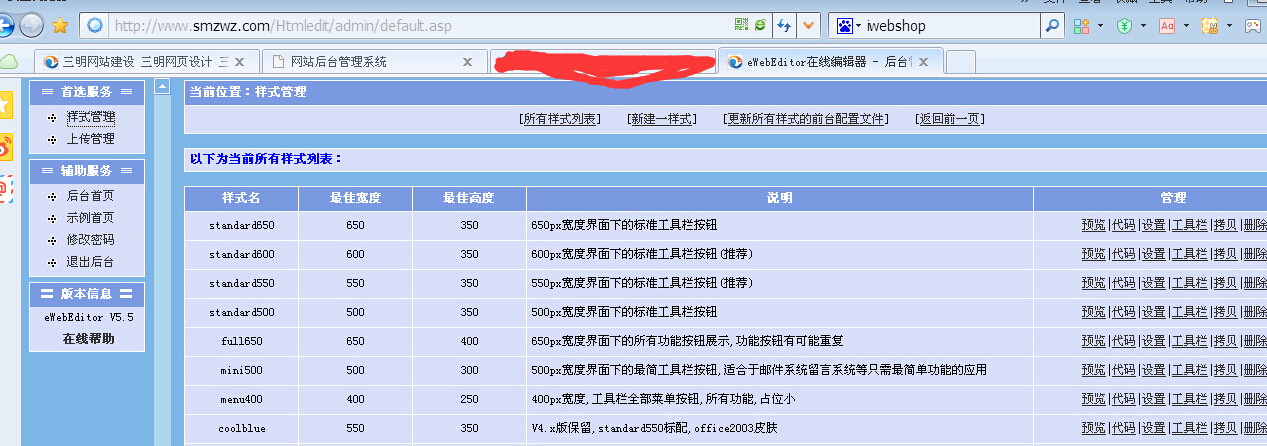 http://www.smzwz.com/Htmledit/admin/default.asp
iwebshop
三明网站建设 三明网页设计 三
网站后台管理系统
eWebEditor在线编辑器 - 后台
首选服务
样式管理
上传管理
辅助服务
后台首页
示例首页
修改密码
退出后台
版本信息
eWebEditor V5.5
在线帮助
当前位置：样式管理
[所有样式列表] [新建一样式] [更新所有样式的前台配置文件] [返回前一页]
以下为当前所有样式列表：
样式名 最佳宽度 最佳高度 说明 管理
standard650 650 350 650px宽度界面下的标准工具栏按钮 预览|代码|设置|工具栏|拷贝|删除
standard600 600 350 600px宽度界面下的标准工具栏按钮(推荐) 预览|代码|设置|工具栏|拷贝|删除
standard550 550 350 550px宽度界面下的标准工具栏按钮(推荐) 预览|代码|设置|工具栏|拷贝|删除
standard500 500 350 500px宽度界面下的标准工具栏按钮 预览|代码|设置|工具栏|拷贝|删除
full650 650 400 650px宽度界面下的所有功能按钮展示,功能按钮有可能重复 预览|代码|设置|工具栏|拷贝|删除
mini500 500 300 500px宽度界面下的最简工具栏按钮,适合于邮件系统留言系统等只需最简单功能的应用 预览|代码|设置|工具栏|拷贝|删除
menu400 400 250 400px宽度,工具栏全部菜单按钮,所有功能,占位小 预览|代码|设置|工具栏|拷贝|删除
coolblue 550 350 V4.x版保留,standard550标配,office2003皮肤 预览|代码|设置|工具栏|拷贝|删除